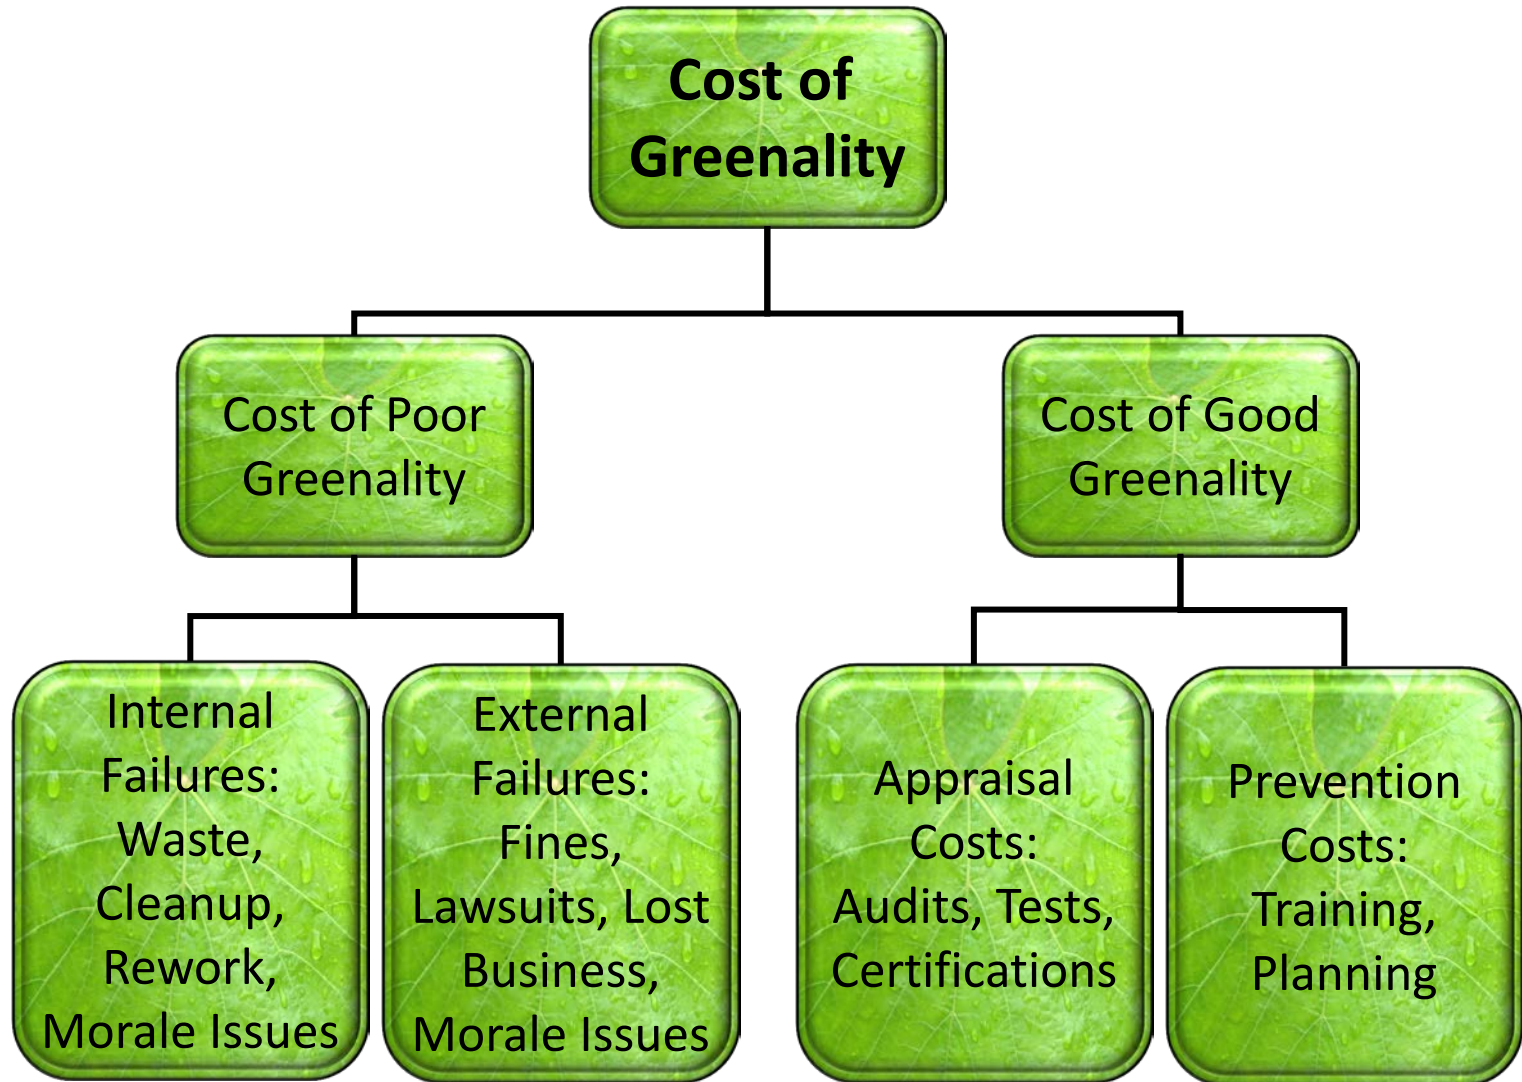 Cost of
Greenality
Cost of Poor
Greenality
Cost of Good
Greenality
Internal
Failures:
Waste,
Cleanup,
Rework,
Morale Issues
External
Failures:
Fines,
Lawsuits, Lost
Business,
Morale Issues
Appraisal
Costs:
Audits, Tests,
Certifications
Prevention
Costs:
Training,
Planning